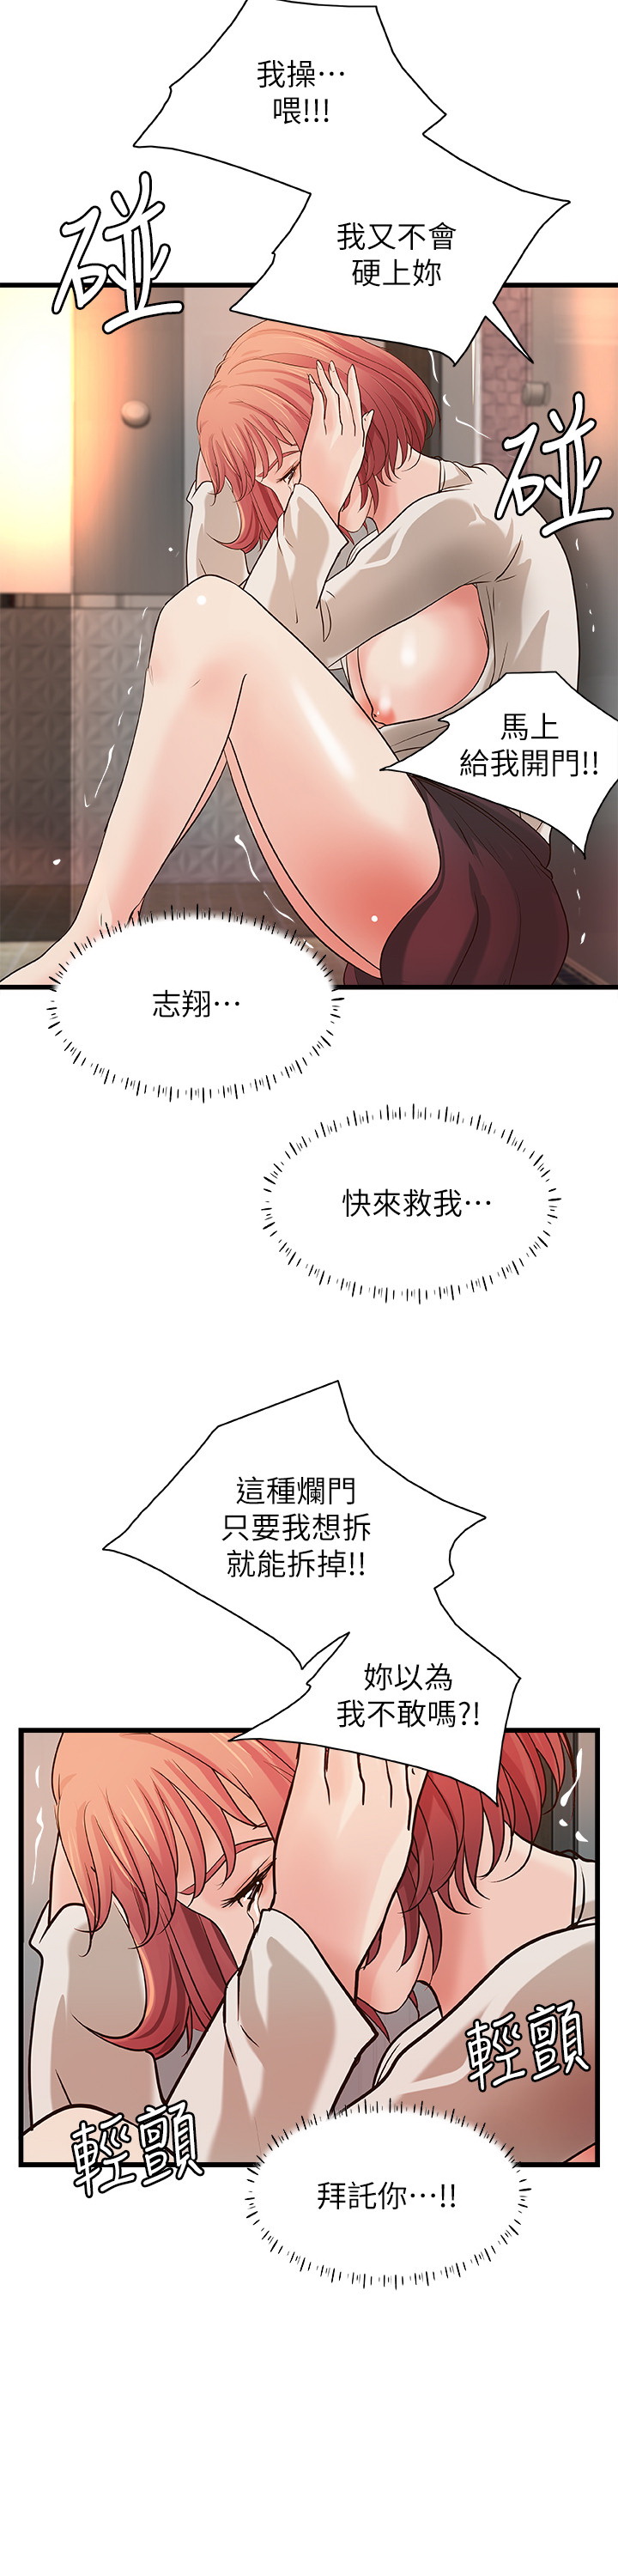 我操…
喂!!!
碰
我又不會
硬上妳
碰
馬上
給我開門!!
志翔…
快來救我…
這種爛門
只要我想拆
就能拆掉!!
妳以為
我不敢嗎?!
輕顫
輕顫
拜託你…!!